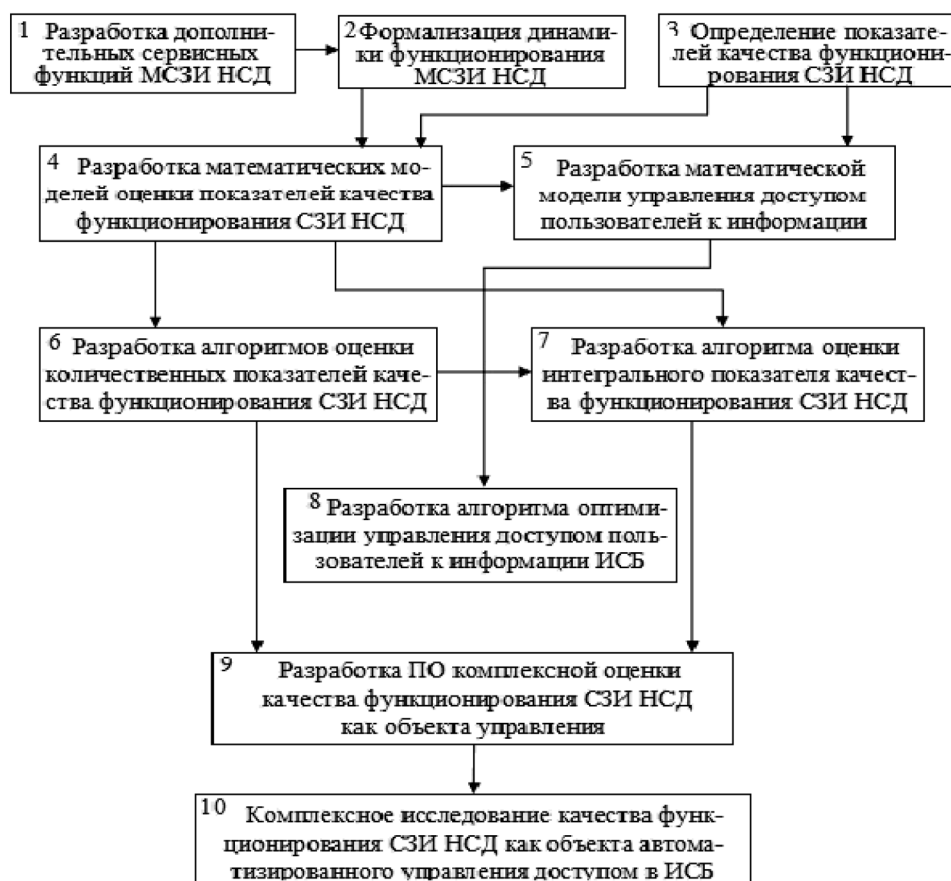 1 Разработка дополни-
тельных сервисных
функций МСЗИ НСД
2 Формализация динами-
ки функционирования
МСЗИ НСД
3 Определение показате-
лей качества функциони-
рования СЗИ НСД
4 Разработка математических мо-
делей оценки показателей качества
функционирования СЗИ НСД
5 Разработка математической
модели управления доступом
пользователей к информации
6 Разработка алгоритмов оценки
количественных показателей каче-
ства функционирования СЗИ НСД
7 Разработка алгоритма оценки
интегрального показателя качест-
ва функционирования СЗИ НСД
8 Разработка алгоритма оптими-
зации управления доступом поль-
зователей к информации ИСБ
9 Разработка ПО комплексной оценки
качества функционирования СЗИ НСД
как объекта управления
10 Комплексное исследование качества функ-
ционирования СЗИ НСД как объекта автома-
тизированного управления доступом в ИСБ